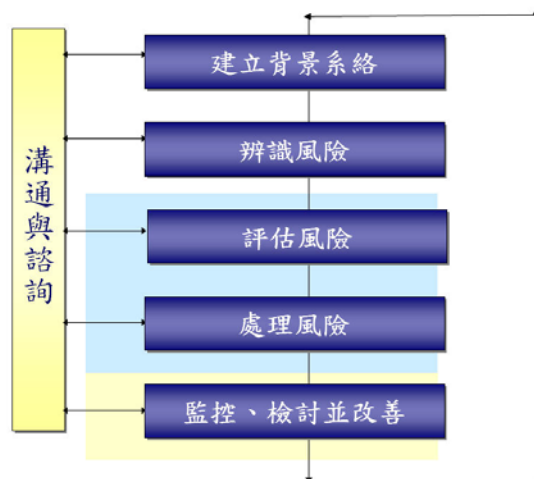 溝通與諮詢
建立背景系絡
辨識風險
評估風險
處理風險
監控、檢討並改善